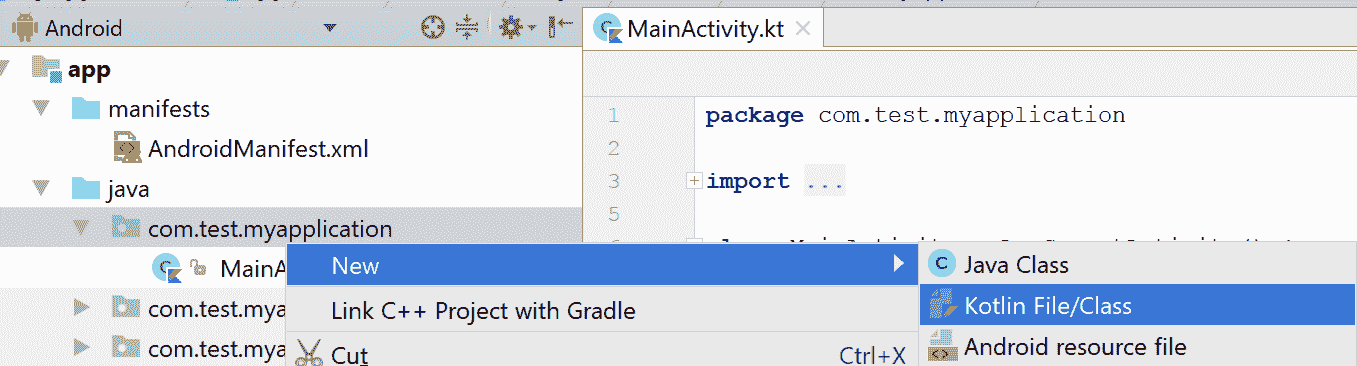 Android
MainActivity.kt
app
manifests
AndroidManifest.xml
java
com.test.myapplication
MainA
com.test.mya
com.test.mya
1 package com.test.myapplication
2
3 import ...
5
New
Link C++ Project with Gradle
Cut Ctrl+X
Java Class
Kotlin File/Class
Android resource file